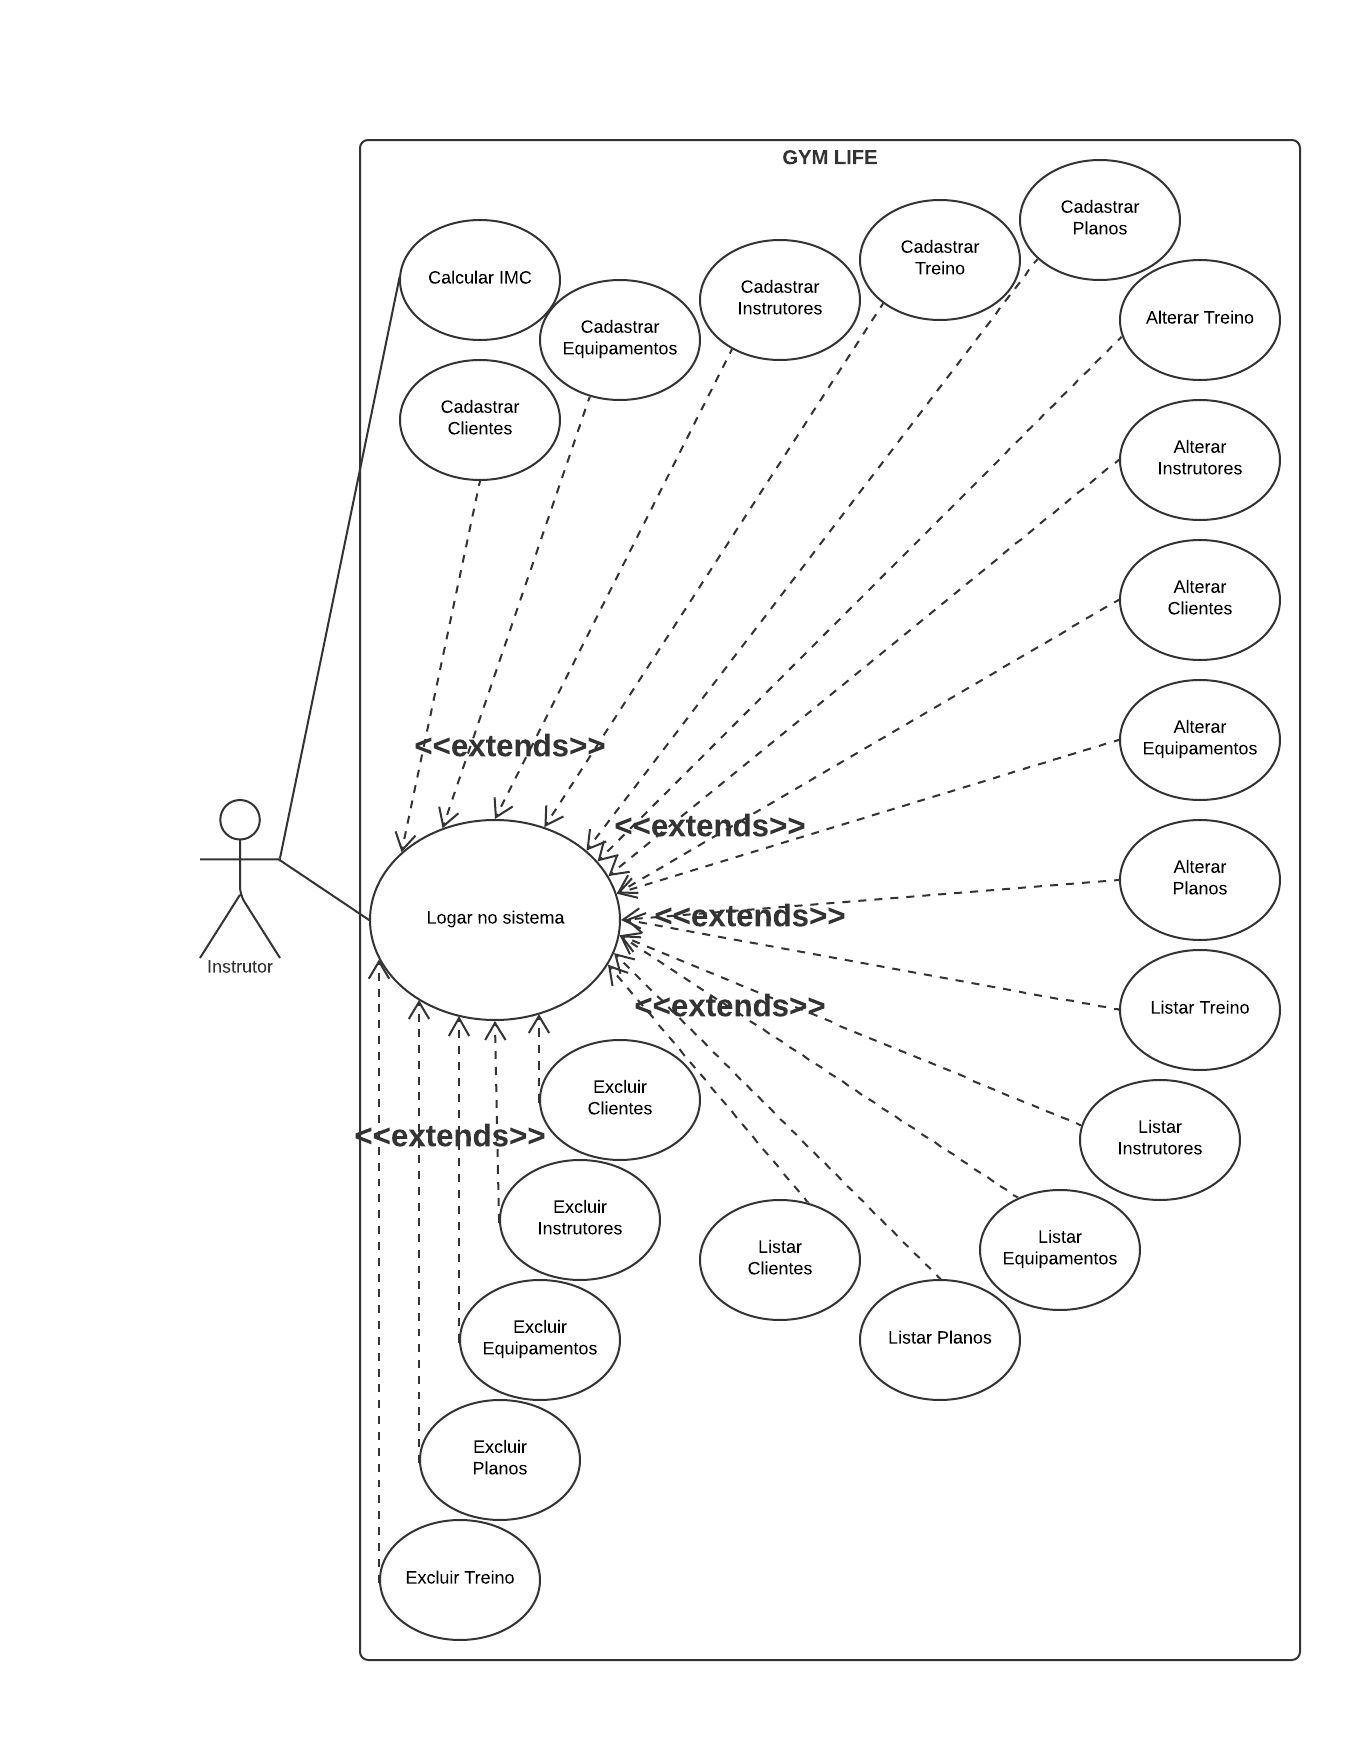 GYM LIFE
Cadastrar
Planos
Cadastrar
Treino
Calcular IMC
Cadastrar
Instrutores
Alterar Treino
Cadastrar
Equipamentos
Cadastrar
Clientes
Alterar
Instrutores
Alterar
Clientes
Alterar
Equipamentos
<<extends>>
<<extends>>
Alterar
Planos
<<extends>>
Logar no sistema
Instrutor
<<extends>>
Listar Treino
Excluir
Clientes
<<extends>>
Listar
Instrutores
Excluir
Instrutores
Listar
Equipamentos
Listar
Clientes
Excluir
Equipamentos
Listar Planos
Excluir
Planos
Excluir Treino